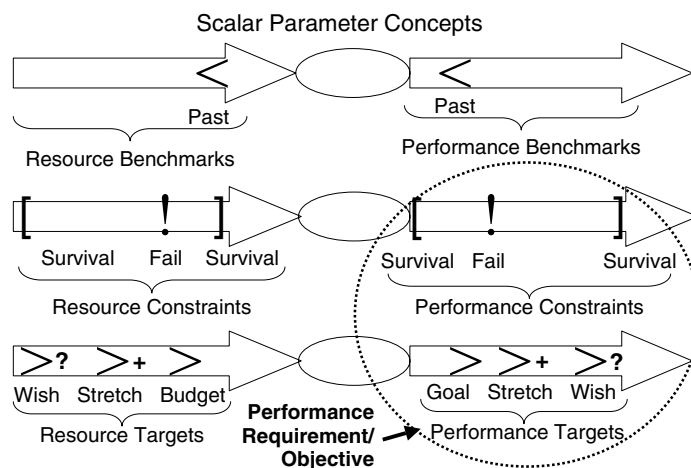 Scalar Parameter Concepts
< <
Past Past
Resource Benchmarks Performance Benchmarks
[ ! ] [ ! ]
Survival Fail Survival Survival Fail Survival
Resource Constraints Performance Constraints
>? >+ > > >+ >?
Wish Stretch Budget Goal Stretch Wish
Resource Targets Performance Targets
Performance
Requirement/
Objective